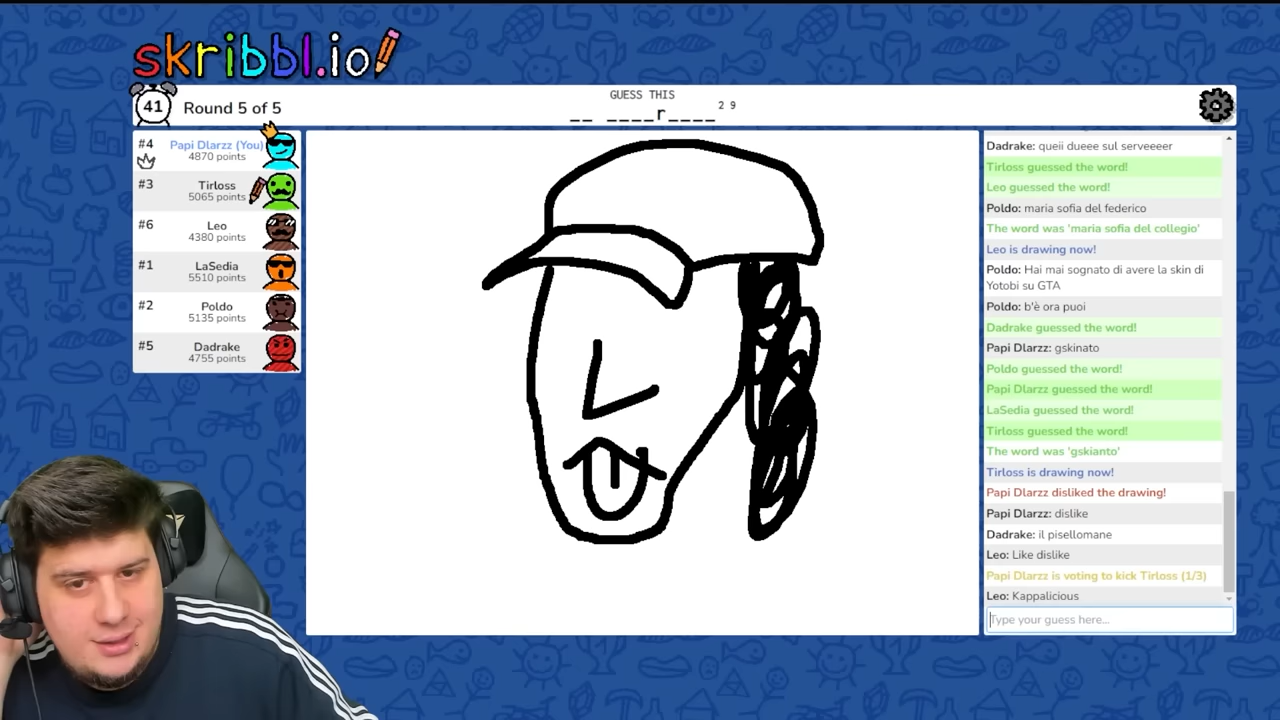 skribbl.io
41
Round 5 of 5
GUESS THIS
__ ____r____ 2 9
#4
Papi Dlarzz (You)
4870 points
#3
Tirloss
5065 points
#6
Leo
4380 points
#1
LaSedia
5510 points
#2
Poldo
5135 points
#5
Dadrake
4755 points
Dadrake: queii dueee sul serveeeer
Tirloss guessed the word!
Leo guessed the word!
Poldo: maria sofia del federico
The word was 'maria sofia del collegio'
Leo is drawing now!
Poldo: Hai mai sognato di avere la skin di
Yotobi su GTA
Poldo: b'è ora puoi
Dadrake guessed the word!
Papi Dlarzz: gskinato
Poldo guessed the word!
Papi Dlarzz guessed the word!
LaSedia guessed the word!
Tirloss guessed the word!
The word was 'gskianto'
Tirloss is drawing now!
Papi Dlarzz disliked the drawing!
Papi Dlarzz: dislike
Dadrake: il pisellomane
Leo: Like dislike
Papi Dlarzz is voting to kick Tirloss (1/3)
Leo: Kappalicious
Type your guess here...